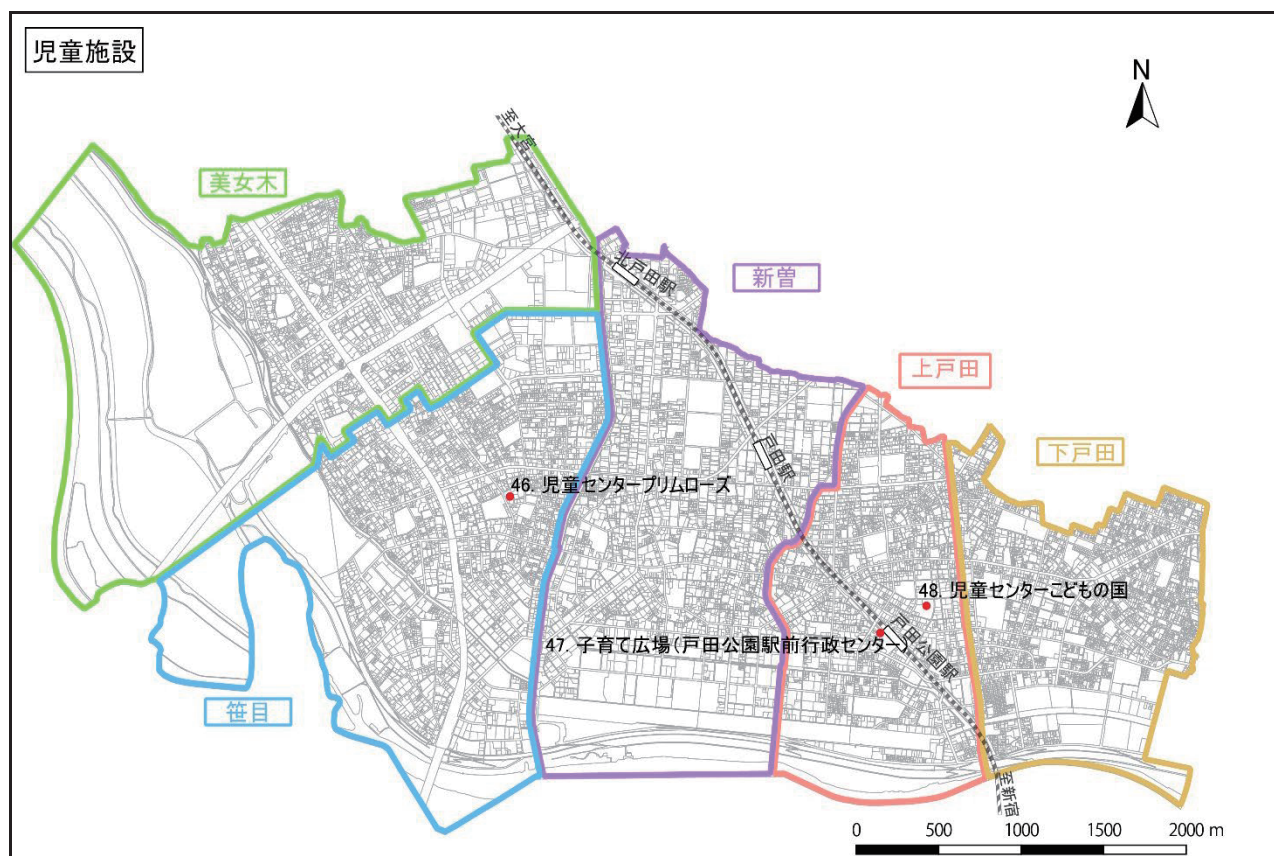 児童施設
N
至大宮
美女木
北戸田駅
新曽
上戸田
戸田駅
下戸田
46. 児童センタープリムローズ
48. 児童センターこどもの国
47. 子育て広場（戸田公園駅前行政センター）
戸田公園駅
笹目
至新宿
0 500 1000 1500 2000 m